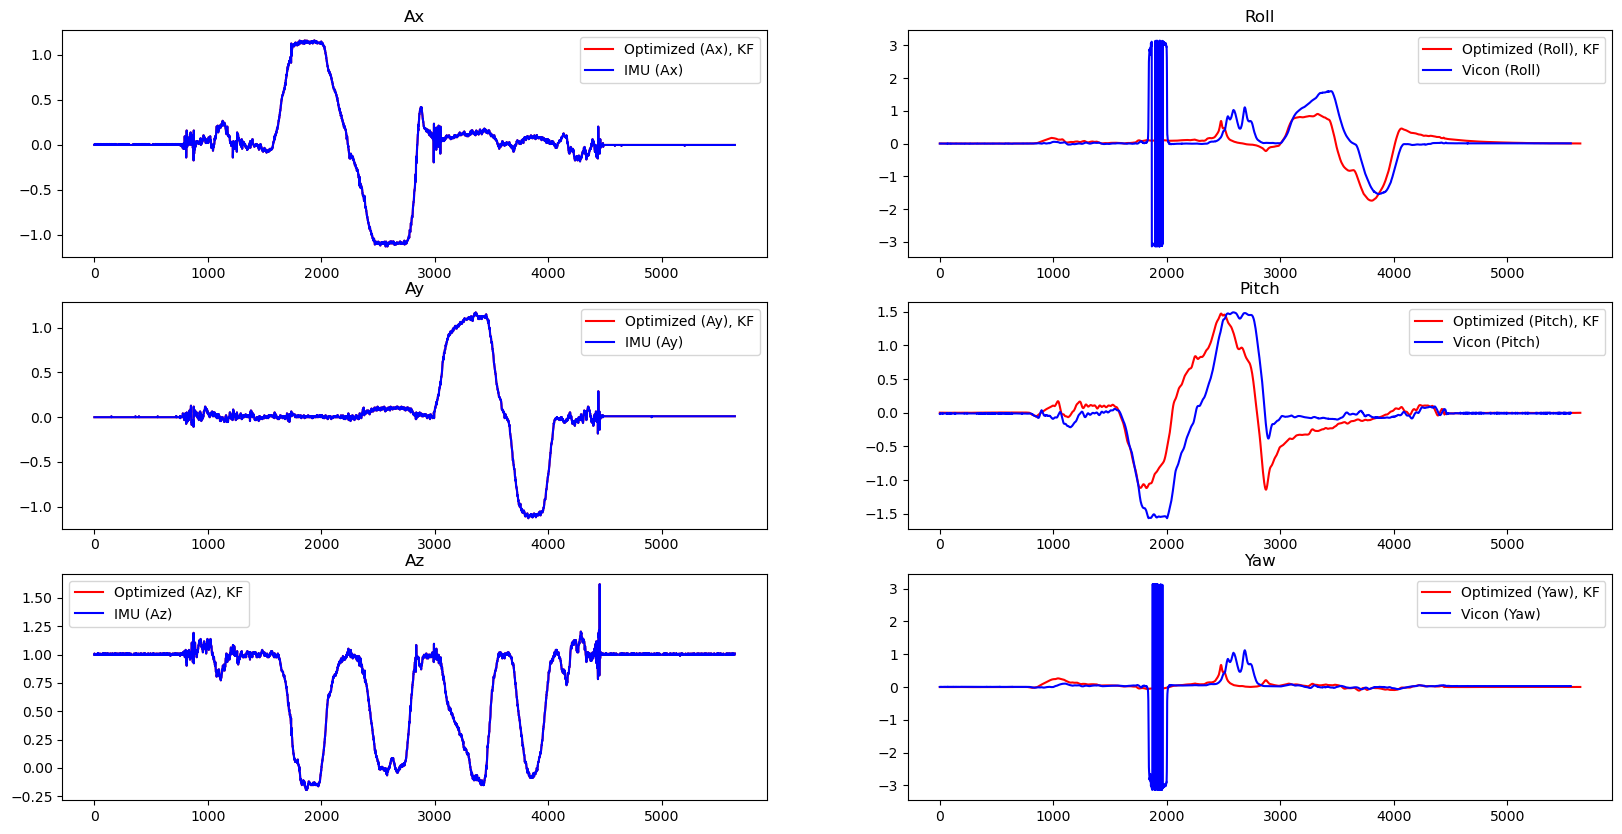 Ax
Optimized (Ax), KF
IMU (Ax)
1.0
0.5
0.0
−0.5
−1.0
0 1000 2000 3000 4000 5000
Roll
Optimized (Roll), KF
Vicon (Roll)
3
2
1
0
−1
−2
−3
0 1000 2000 3000 4000 5000
Ay
Optimized (Ay), KF
IMU (Ay)
1.0
0.5
0.0
−0.5
−1.0
0 1000 2000 3000 4000 5000
Pitch
Optimized (Pitch), KF
Vicon (Pitch)
1.5
1.0
0.5
0.0
−0.5
−1.0
−1.5
0 1000 2000 3000 4000 5000
Az
Optimized (Az), KF
IMU (Az)
1.50
1.25
1.00
0.75
0.50
0.25
0.00
−0.25
0 1000 2000 3000 4000 5000
Yaw
Optimized (Yaw), KF
Vicon (Yaw)
3
2
1
0
−1
−2
−3
0 1000 2000 3000 4000 5000